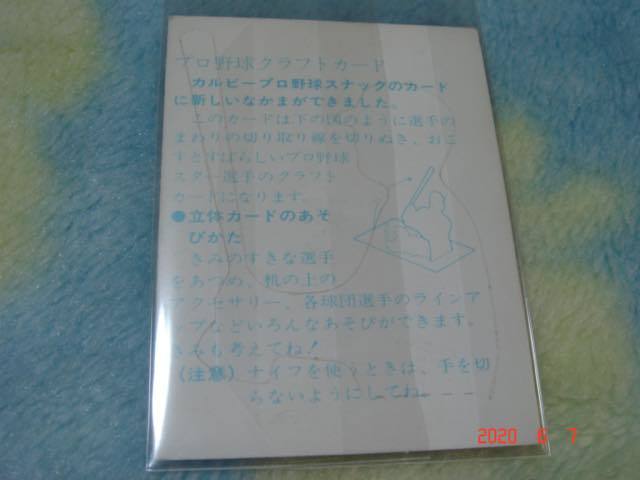 プロ野球クラフトカード
カルビープロ野球スナックのカード
に新しいなかまができました。
このカードは下の図のように選手の
まわりの切り取り線を切りぬき、おこ
すとすばらしいプロ野球
スター選手のクラフト
カードになります。
●立体カードのあそ
びかた
きみのすきな選手
をあつめ、机の上の
アクセサリー、各球団選手のラインア
ップなどいろんなあそびができます。
きみも考えてね!
(注意)ナイフを使うときは、手を切
らないようにしてね----
2020 6 7